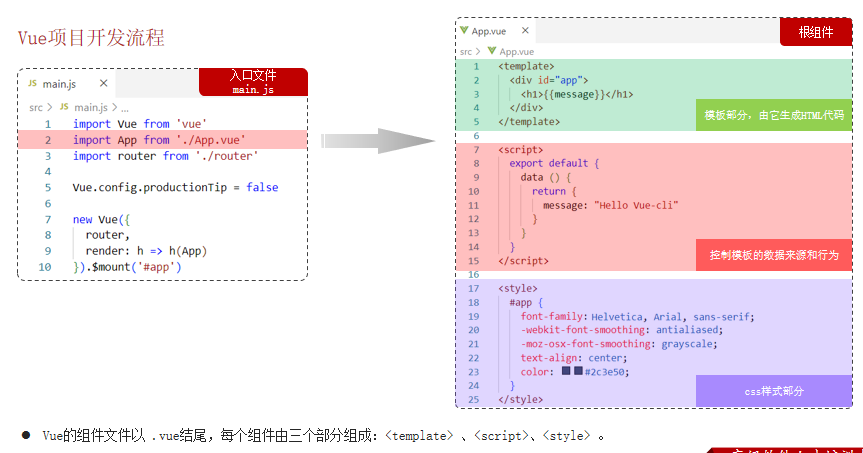 Vue项目开发流程
JS main.js ×
入口文件
main.js
src > JS main.js > ...
1 import Vue from 'vue'
2 import App from './App.vue'
3 import router from './router'
4
5 Vue.config.productionTip = false
6
7 new Vue({
8 router,
9 render: h => h(App)
10 }).$mount('#app')
App.vue ×
根组件
src > App.vue
1 <template>
2 <div id="app">
3 <h1>{{message}}</h1>
4 </div>
5 </template>
模板部分，由它生成HTML代码
6
7 <script>
8 export default {
9 data () {
10 return {
11 message: "Hello Vue-cli"
12 }
13 }
14 }
15 </script>
控制模板的数据来源和行为
16
17 <style>
18 #app {
19 font-family: Helvetica, Arial, sans-serif;
20 -webkit-font-smoothing: antialiased;
21 -moz-osx-font-smoothing: grayscale;
22 text-align: center;
23 color: #2c3e50;
24 }
25 </style>
css样式部分
● Vue的组件文件以 .vue结尾，每个组件由三个部分组成：<template> 、<script>、<style> 。